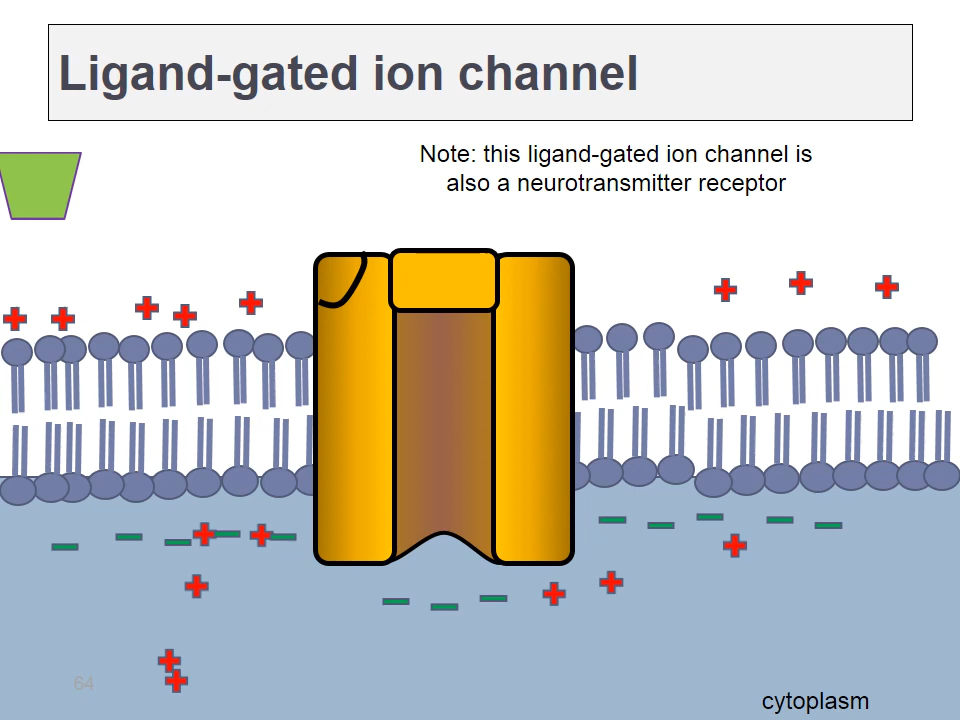 Ligand-gated ion channel
Note: this ligand-gated ion channel is
also a neurotransmitter receptor
64
cytoplasm